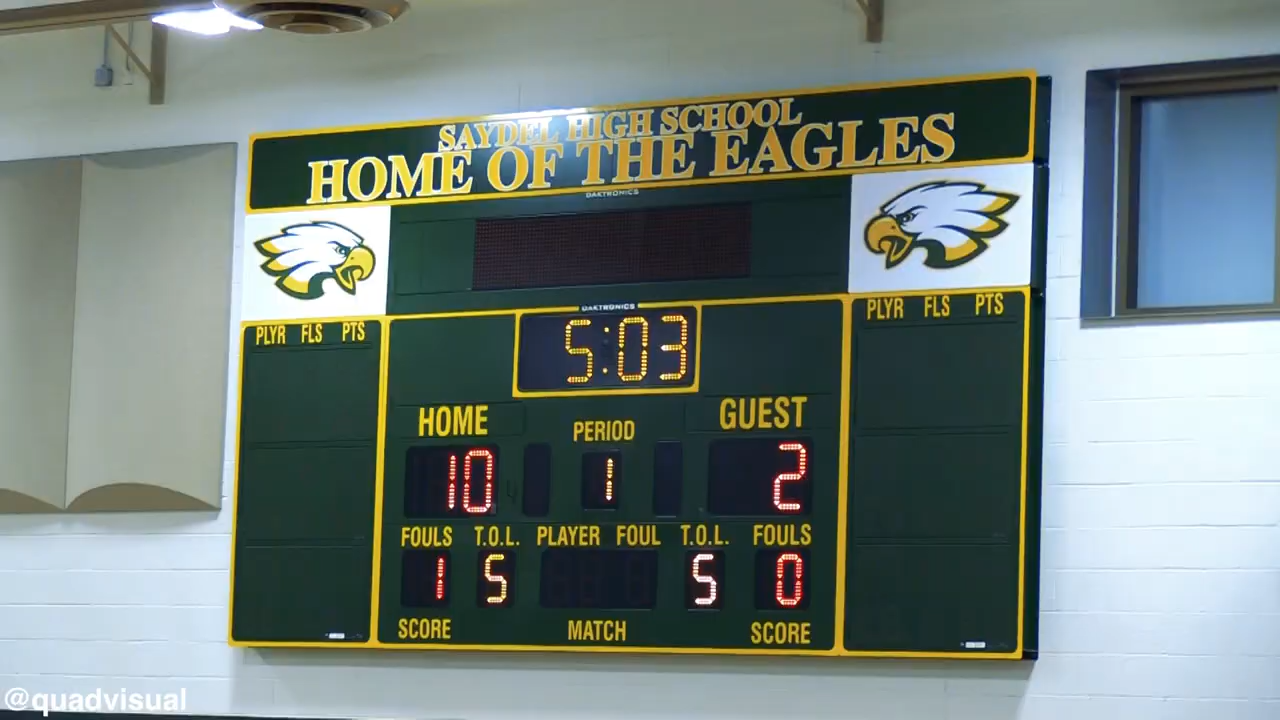 SAYDEL HIGH SCHOOL
HOME OF THE EAGLES
DAKTRONICS
DAKTRONICS
PLYR FLS PTS
5:03
PLYR FLS PTS
HOME PERIOD GUEST
10 1 2
FOULS T.O.L. PLAYER FOUL T.O.L. FOULS
1 5 5 0
SCORE MATCH SCORE
@quadvisual